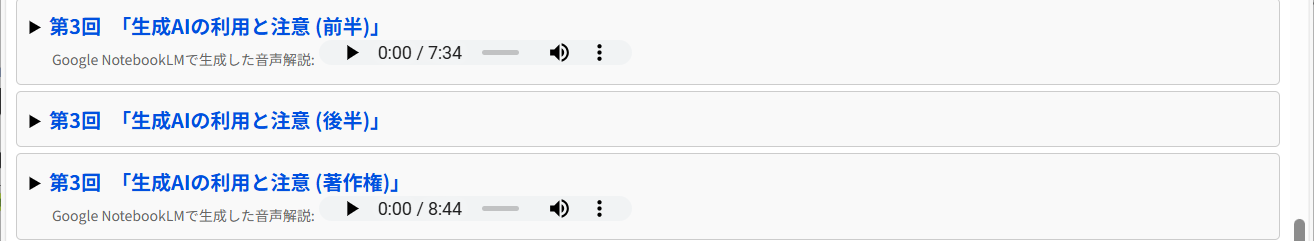 第3回 「生成AIの利用と注意 (前半)」
Google NotebookLMで生成した音声解説: 0:00 / 7:34
第3回 「生成AIの利用と注意 (後半)」
第3回 「生成AIの利用と注意 (著作権)」
Google NotebookLMで生成した音声解説: 0:00 / 8:44